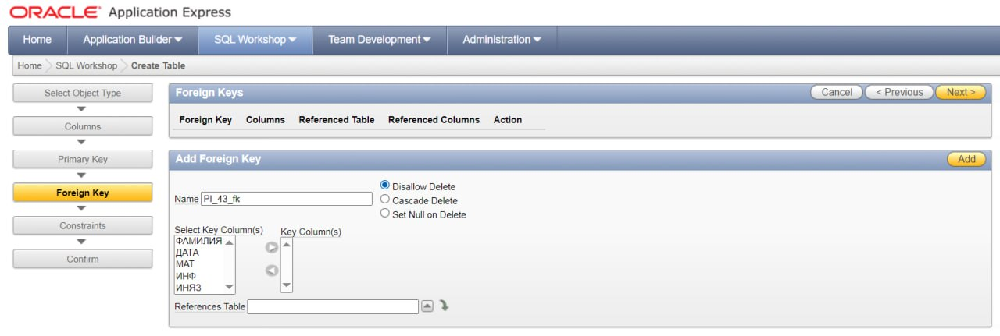 ORACLE Application Express
Home Application Builder SQL Workshop Team Development Administration
Home SQL Workshop Create Table
Select Object Type
Columns
Primary Key
Foreign Key
Constraints
Confirm
Foreign Keys Cancel < Previous Next >
Foreign Key Columns Referenced Table Referenced Columns Action
Add Foreign Key Add
Name PI_43_fk
Disallow Delete
Cascade Delete
Set Null on Delete
Select Key Column(s) Key Column(s)
ФАМИЛИЯ
ДАТА
МАТ
ИНФ
ИНЯЗ
References Table